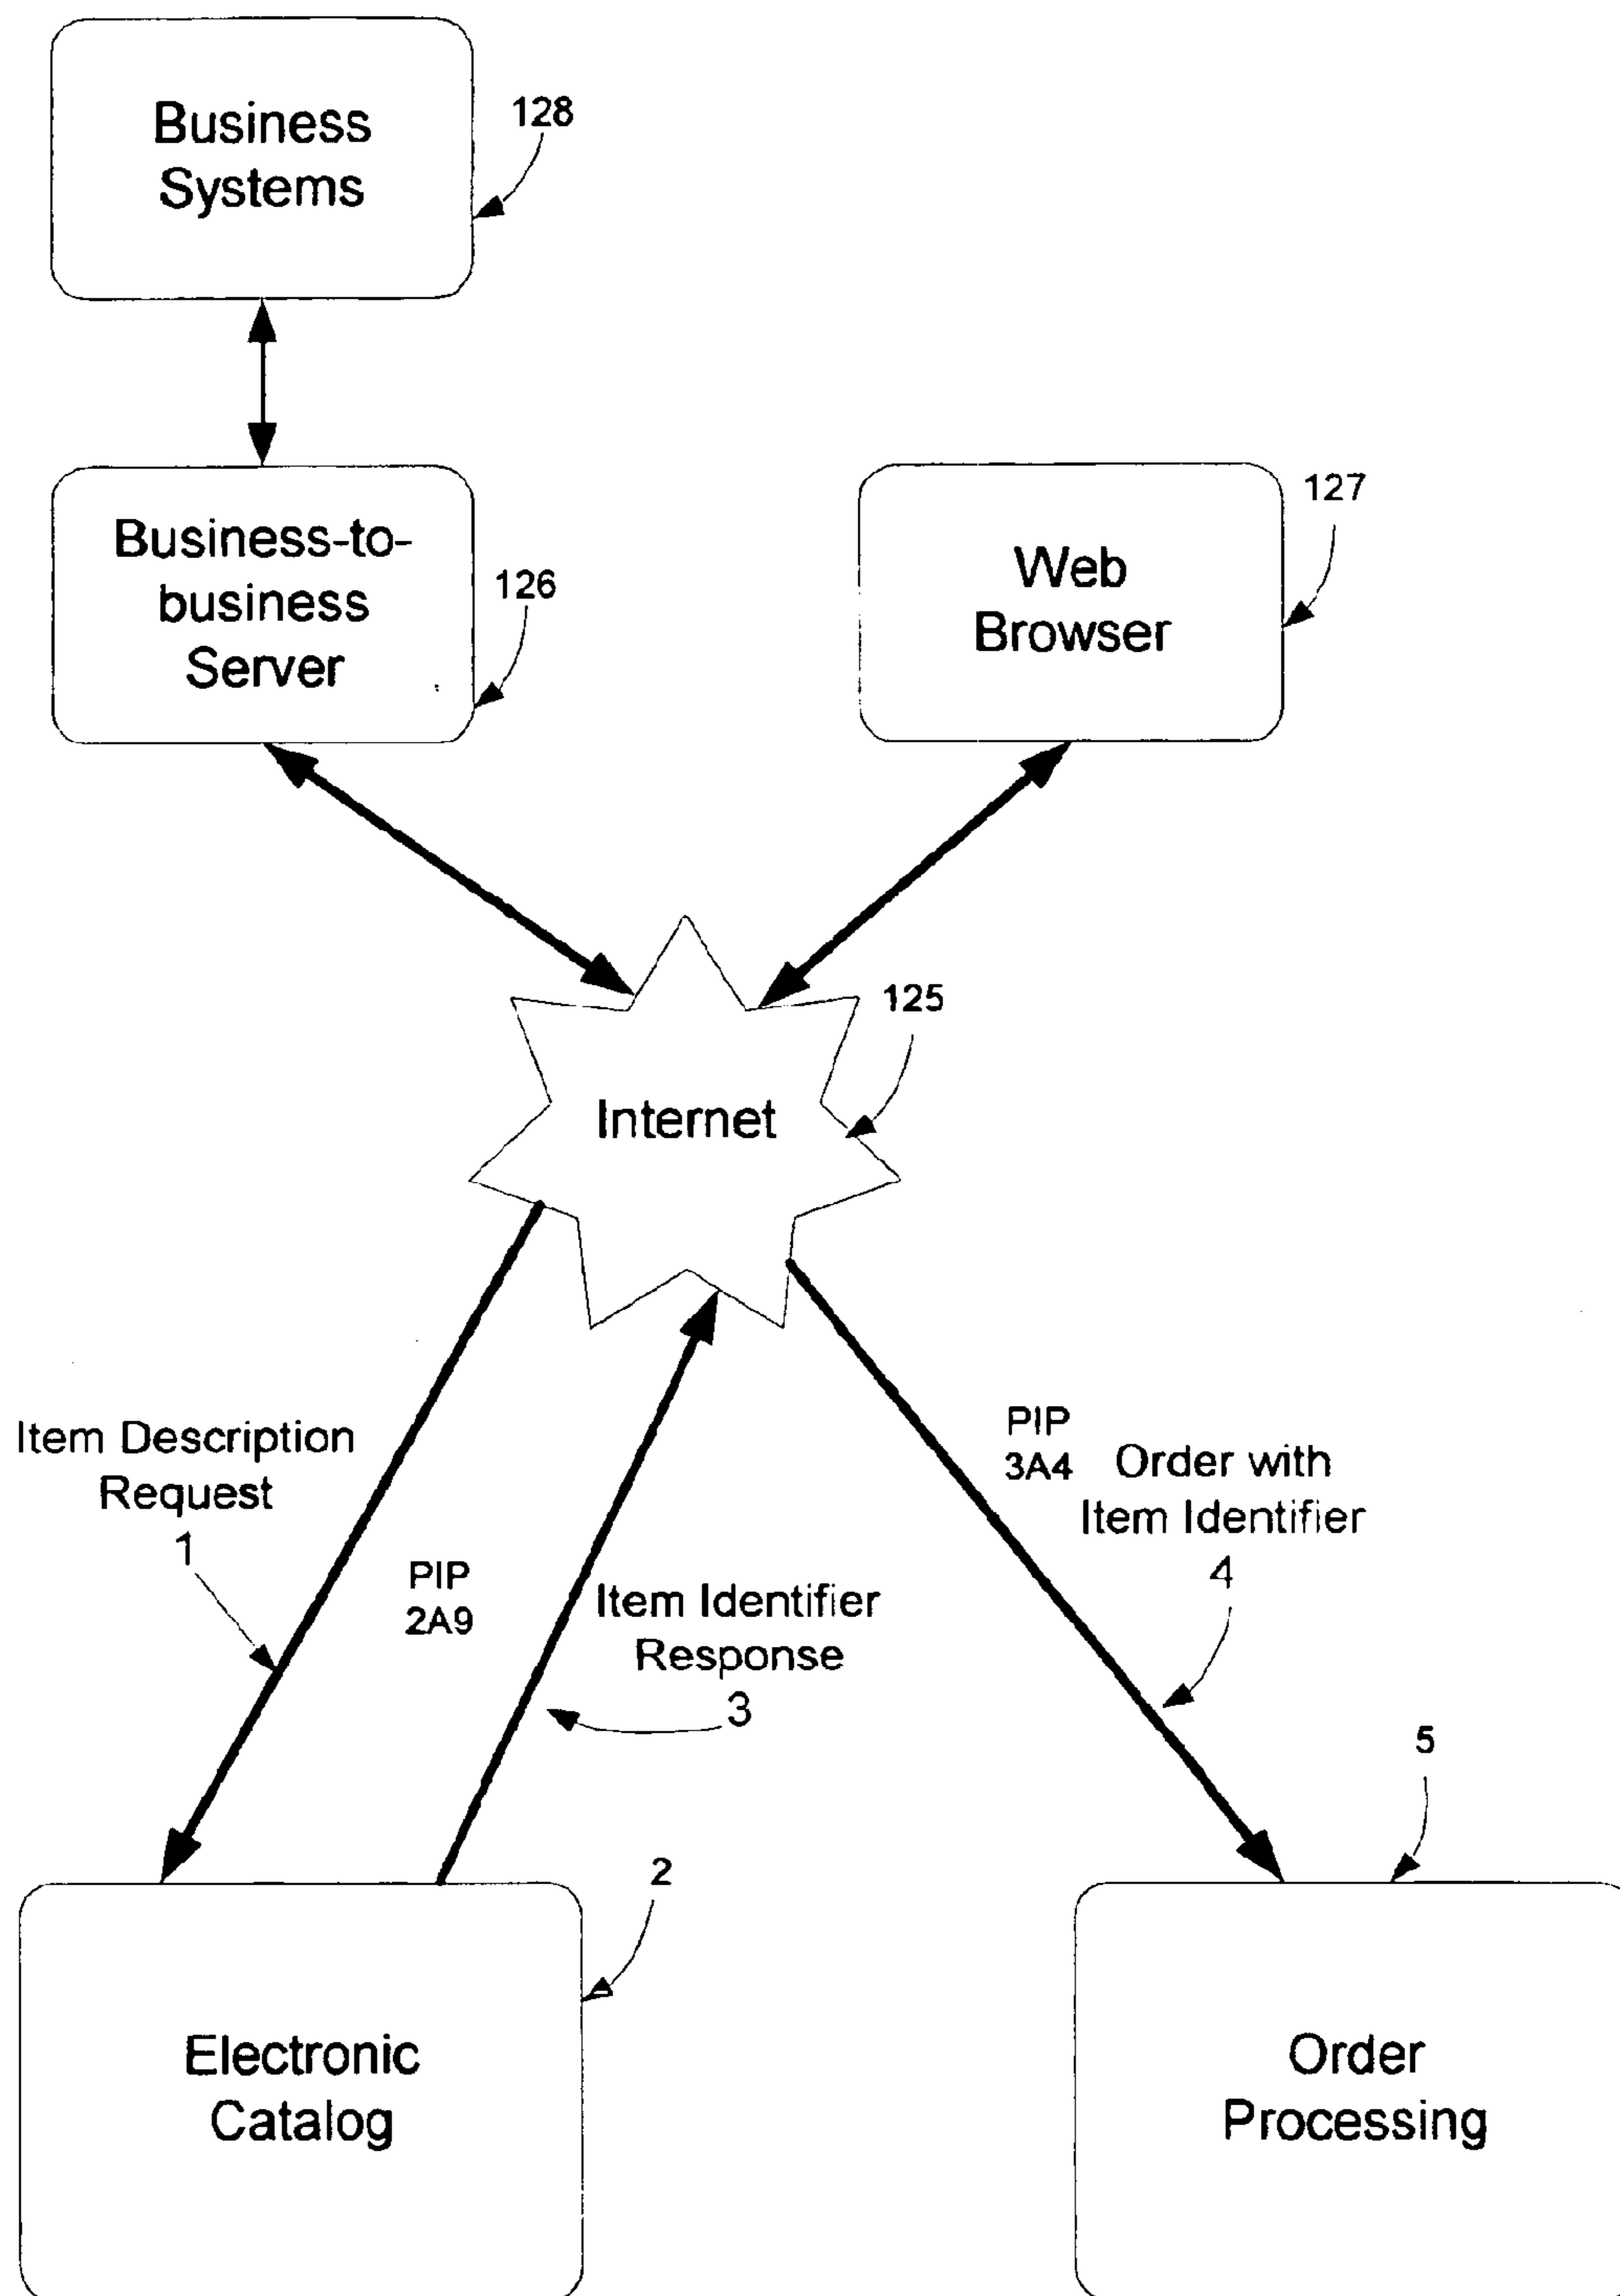 Business
Systems
128
Business-to-
business
Server
126
Web
Browser
127
Internet
125
Item Description
Request
1
PIP
2A9
Item Identifier
Response
3
PIP
3A4
Order with
Item Identifier
4
5
2
Electronic
Catalog
Order
Processing